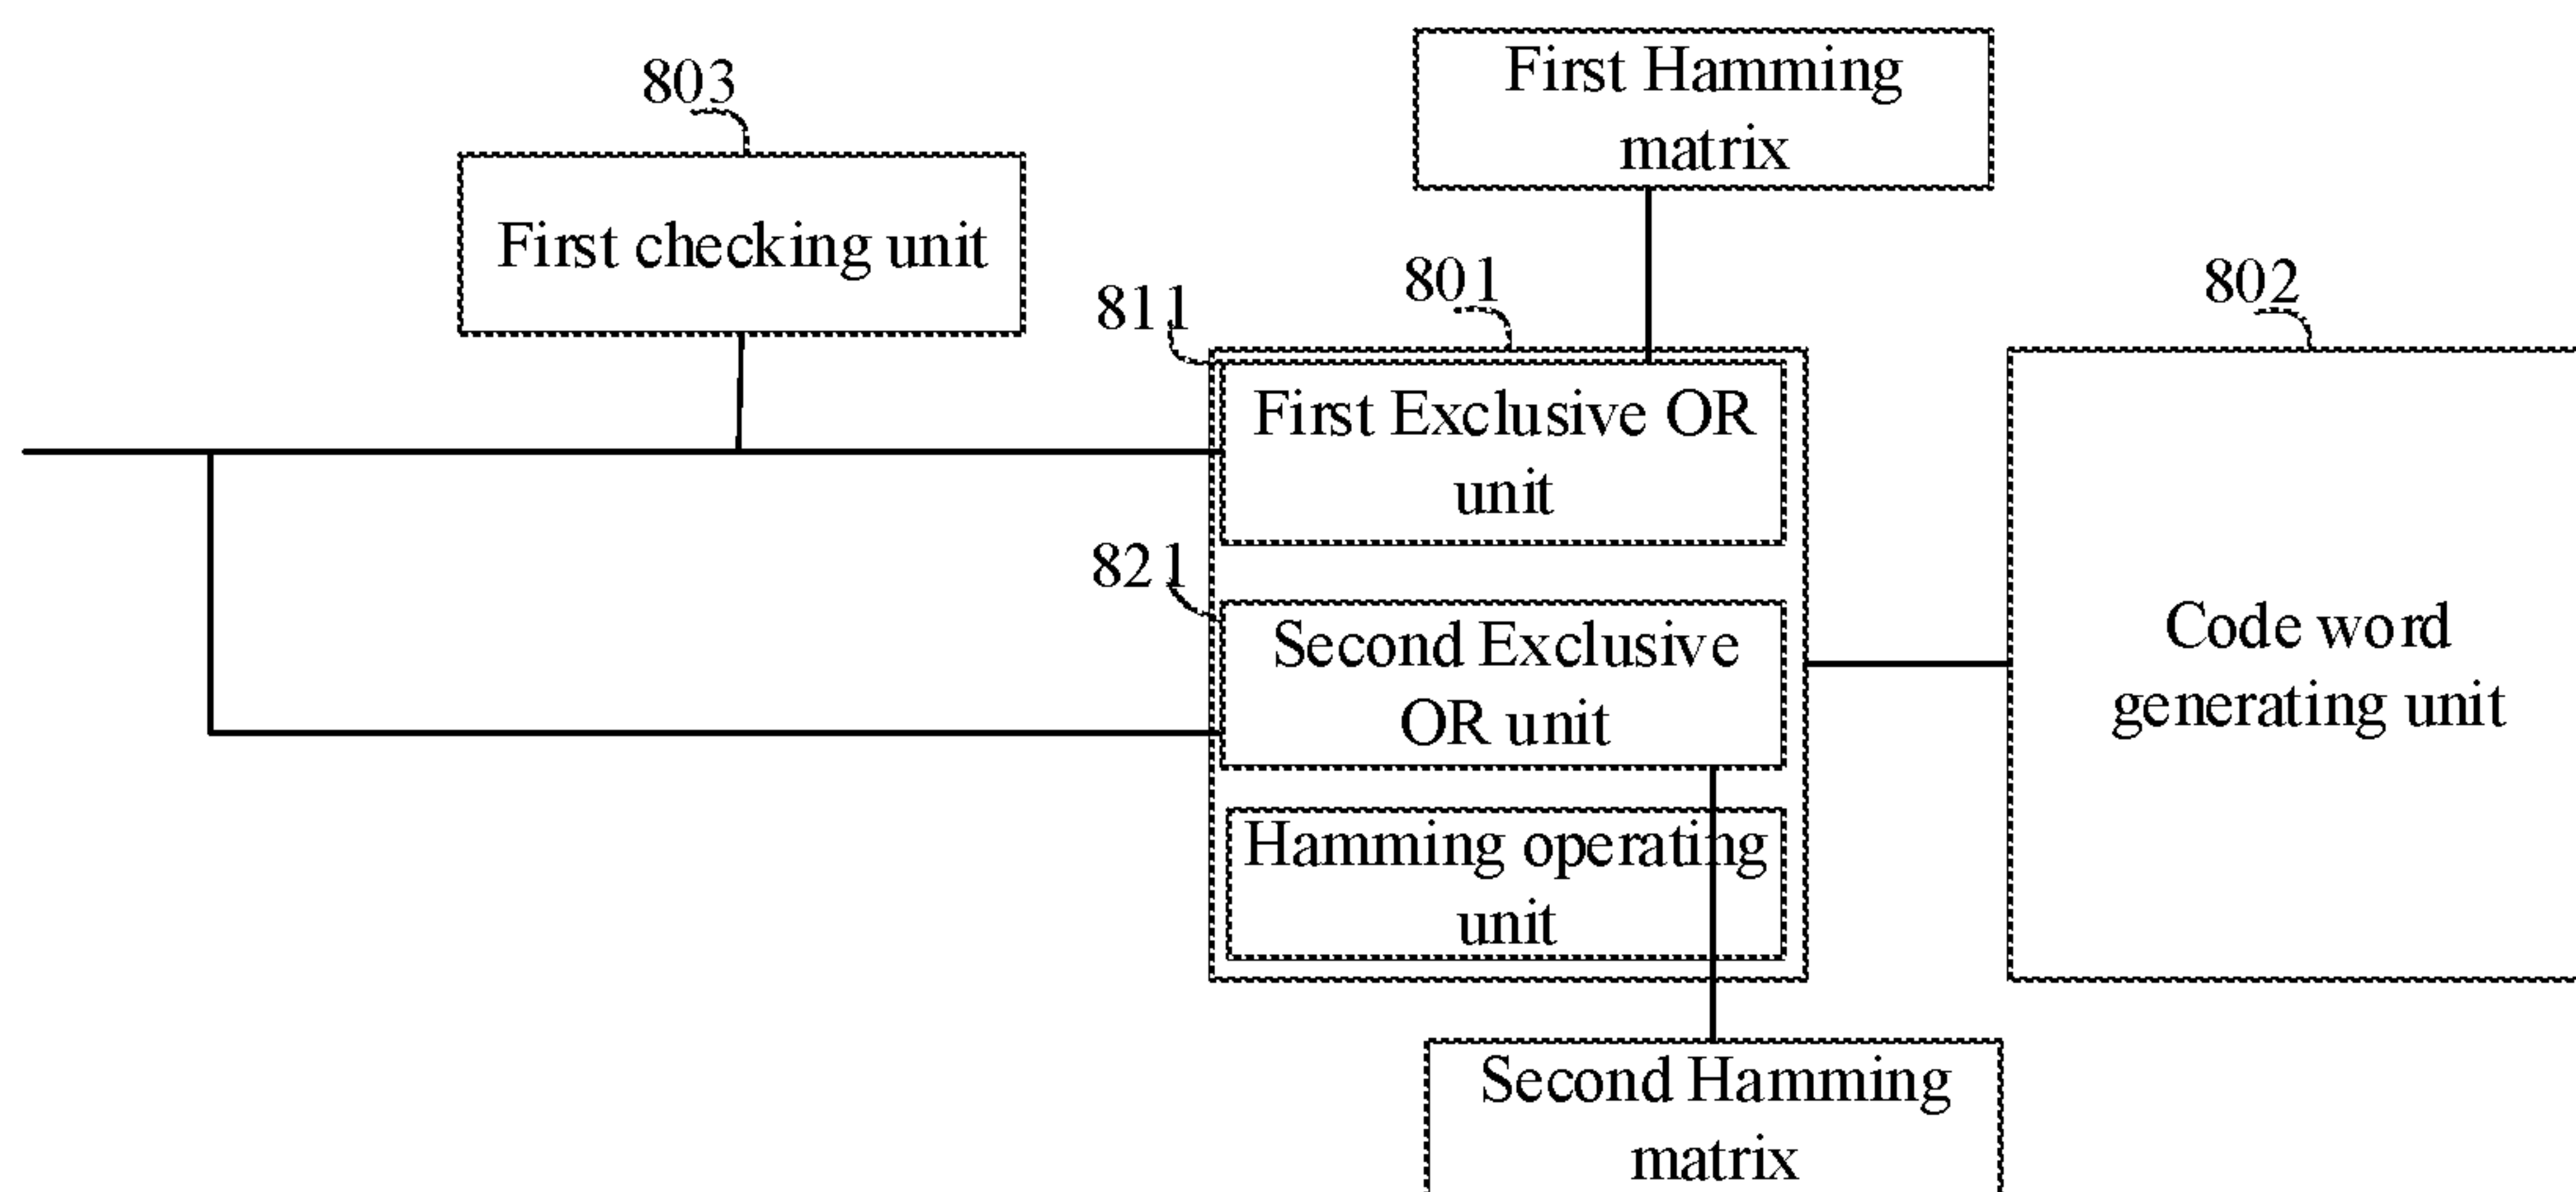 First Hamming
matrix
803
First checking unit
811
801
802
First Exclusive OR
unit
821
Second Exclusive
OR unit
Code word
generating unit
Hamming operating
unit
Second Hamming
matrix